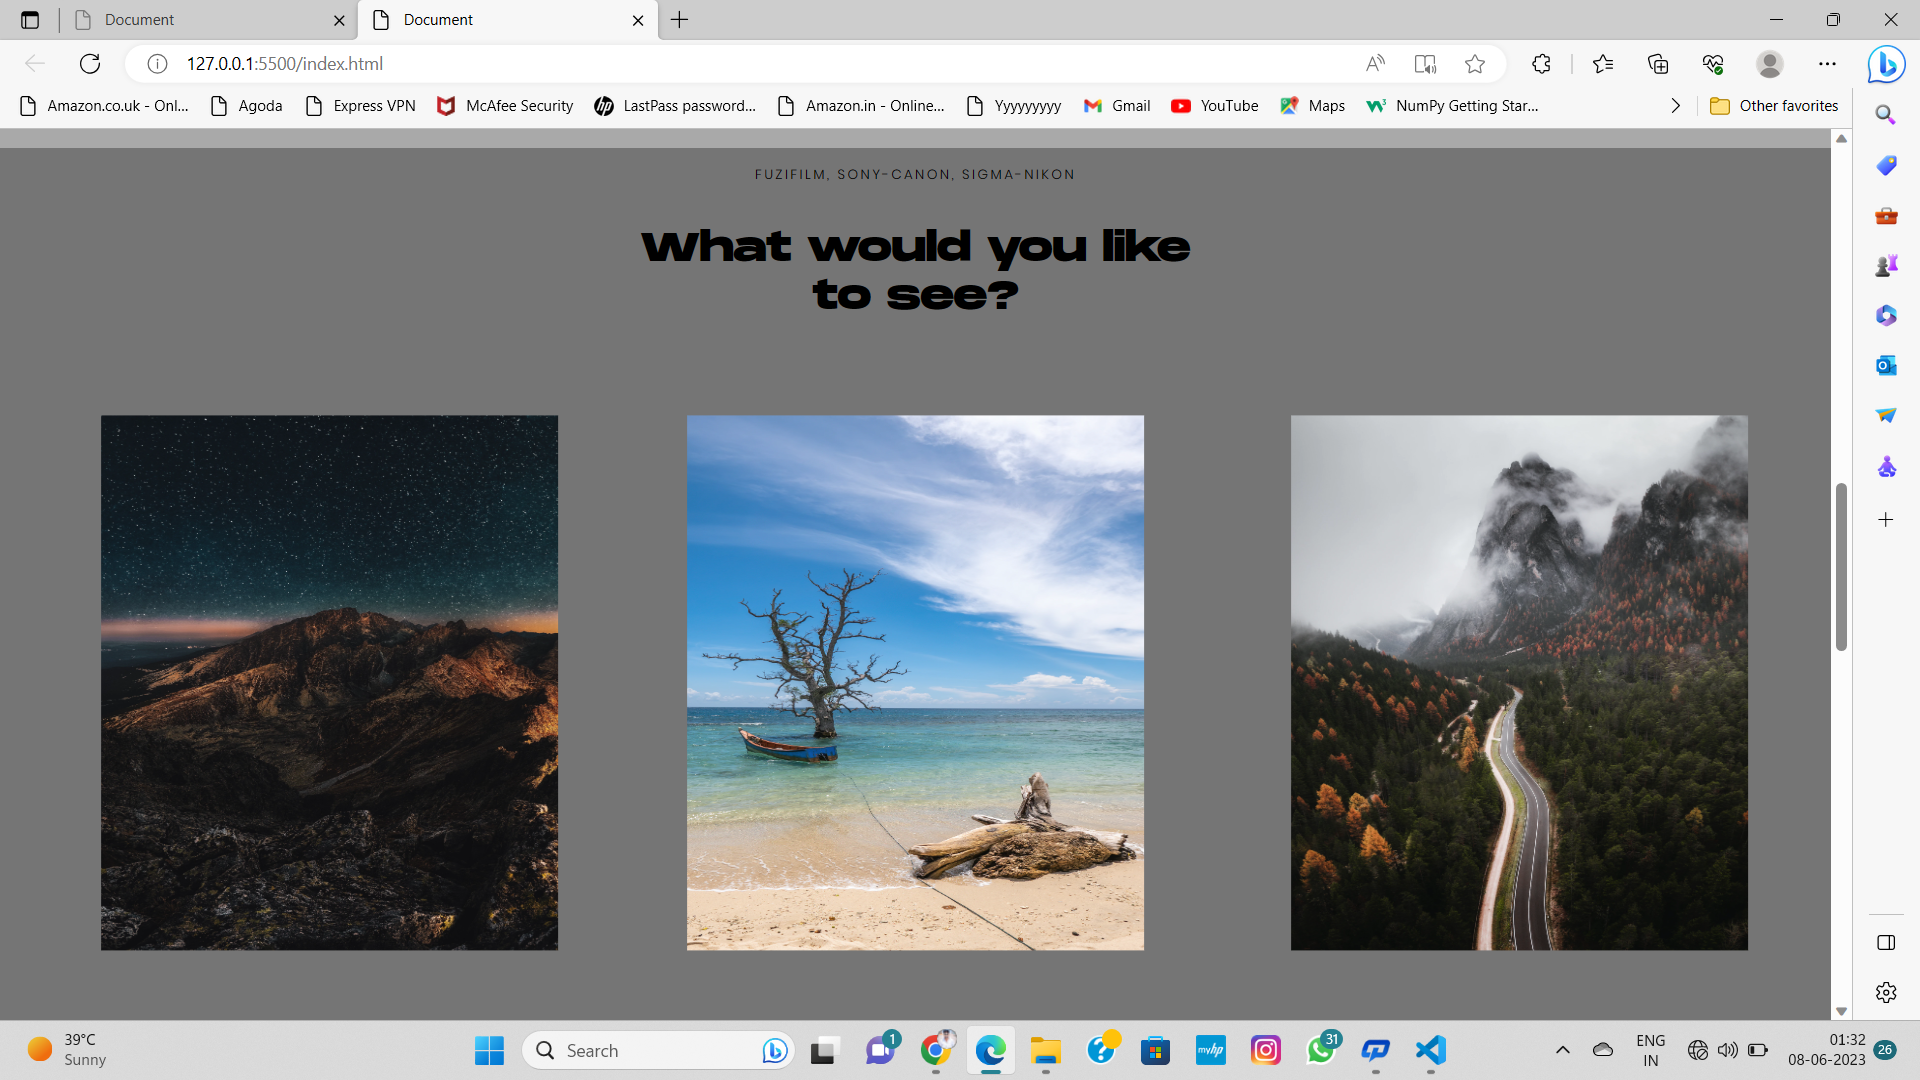 Document
Document
127.0.0.1:5500/index.html
Amazon.co.uk - Onl...
Agoda
Express VPN
McAfee Security
LastPass password...
Amazon.in - Online...
Yyyyyyyyy
Gmail
YouTube
Maps
NumPy Getting Star...
Other favorites
FUZIFILM, SONY-CANON, SIGMA-NIKON
What would you like
to see?
39°C
Sunny
Search
1
31
ENG
IN
01:32
08-06-2023
26